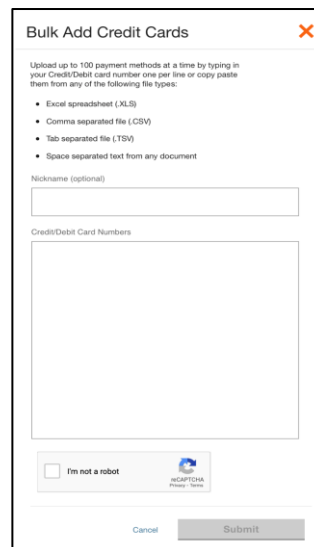 Bulk Add Credit Cards
Upload up to 100 payment methods at a time by typing in
your Credit/Debit card number one per line or copy paste
them from any of the following file types:
• Excel spreadsheet (.XLS)
• Comma separated file (.CSV)
• Tab separated file (.TSV)
• Space separated text from any document
Nickname (optional)
Credit/Debit Card Numbers
I'm not a robot
reCAPTCHA
Privacy - Terms
Cancel
Submit